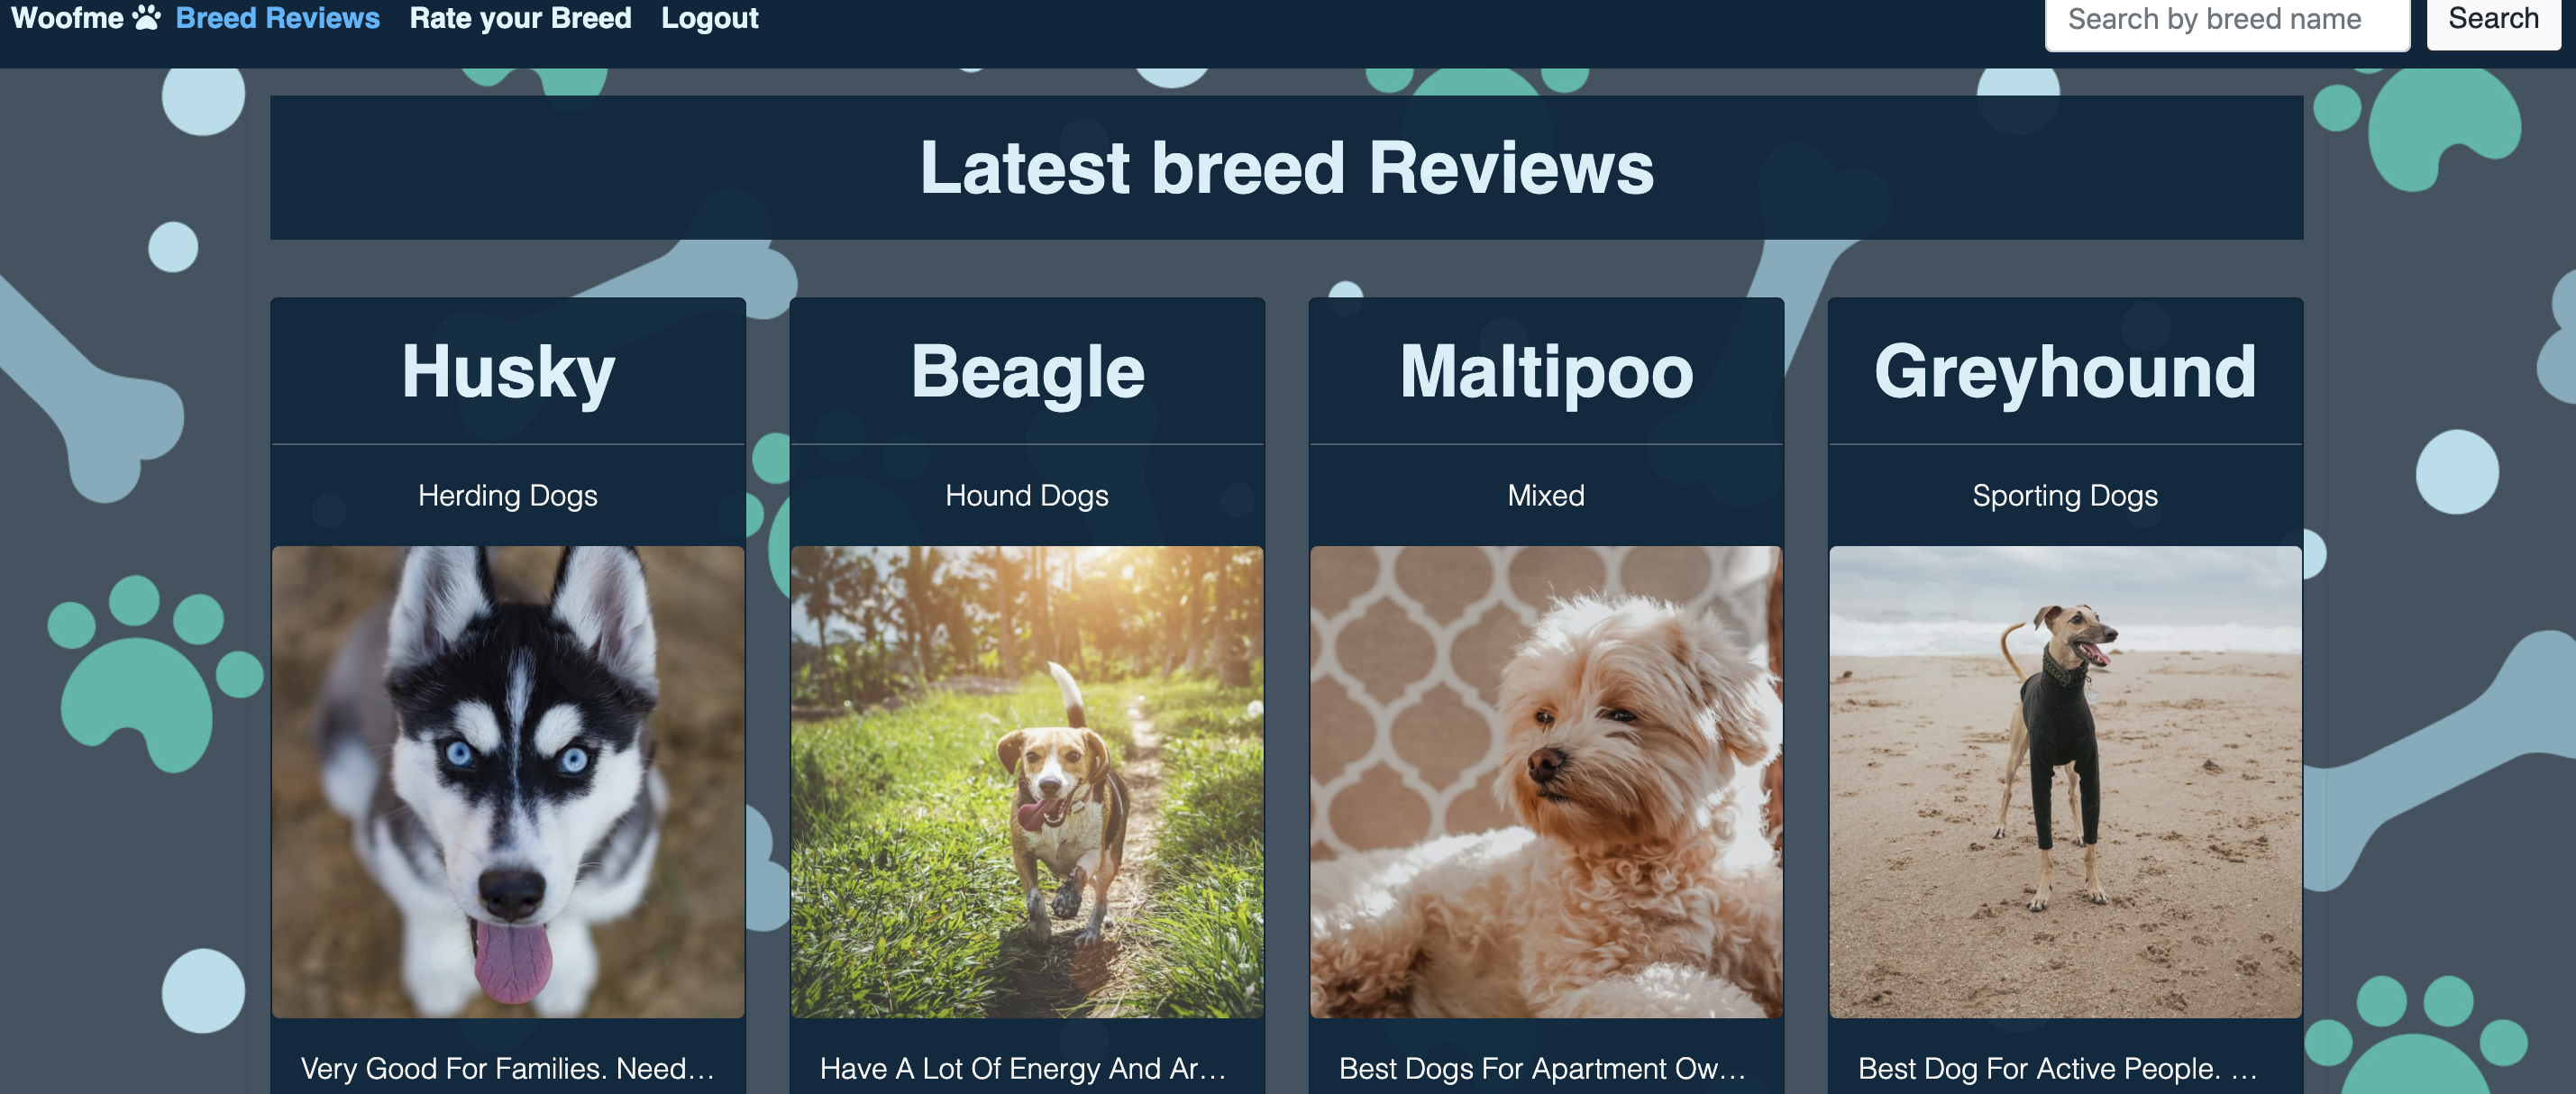 Woofme Breed Reviews Rate your Breed Logout Search by breed name Search
Latest breed Reviews
Husky
Herding Dogs
Very Good For Families. Need...
Beagle
Hound Dogs
Have A Lot Of Energy And Ar...
Maltipoo
Mixed
Best Dogs For Apartment Ow...
Greyhound
Sporting Dogs
Best Dog For Active People. ...